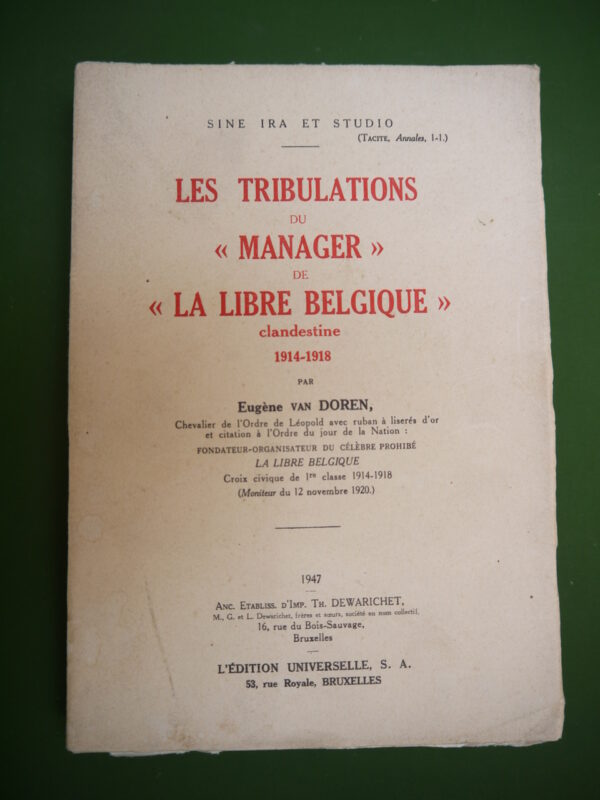 SINE IRA ET STUDIO
(TACITE, Annales, 1-1.)
LES TRIBULATIONS
DU
« MANAGER »
DE
« LA LIBRE BELGIQUE »
clandestine
1914-1918
PAR
Eugène VAN DOREN,
Chevalier de l'Ordre de Léopold avec ruban à liserés d'or
et citation à l'Ordre du jour de la Nation :
FONDATEUR-ORGANISATEUR DU CÉLÈBRE PROHIBÉ
LA LIBRE BELGIQUE
Croix civique de 1re classe 1914-1918
(Moniteur du 12 novembre 1920.)
1947
ANC. ETABLISS. D'IMP. TH. DEWARICHET,
M., G. et L. Dewarichet, frères et sœurs, société en nom collectif,
16, rue du Bois-Sauvage,
Bruxelles
L'ÉDITION UNIVERSELLE, S. A.
53, rue Royale, BRUXELLES